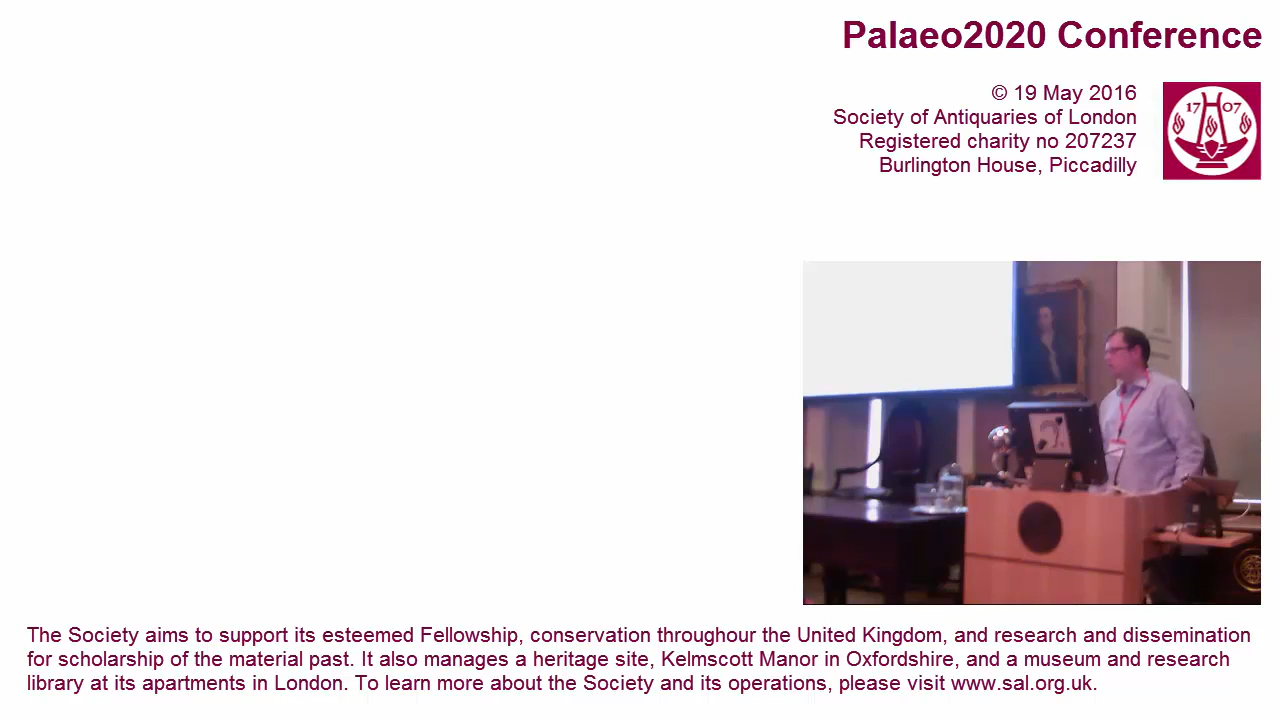 Palaeo2020 Conference
© 19 May 2016
Society of Antiquaries of London
Registered charity no 207237
Burlington House, Piccadilly
17 07
The Society aims to support its esteemed Fellowship, conservation throughour the United Kingdom, and research and dissemination
for scholarship of the material past. It also manages a heritage site, Kelmscott Manor in Oxfordshire, and a museum and research
library at its apartments in London. To learn more about the Society and its operations, please visit www.sal.org.uk.